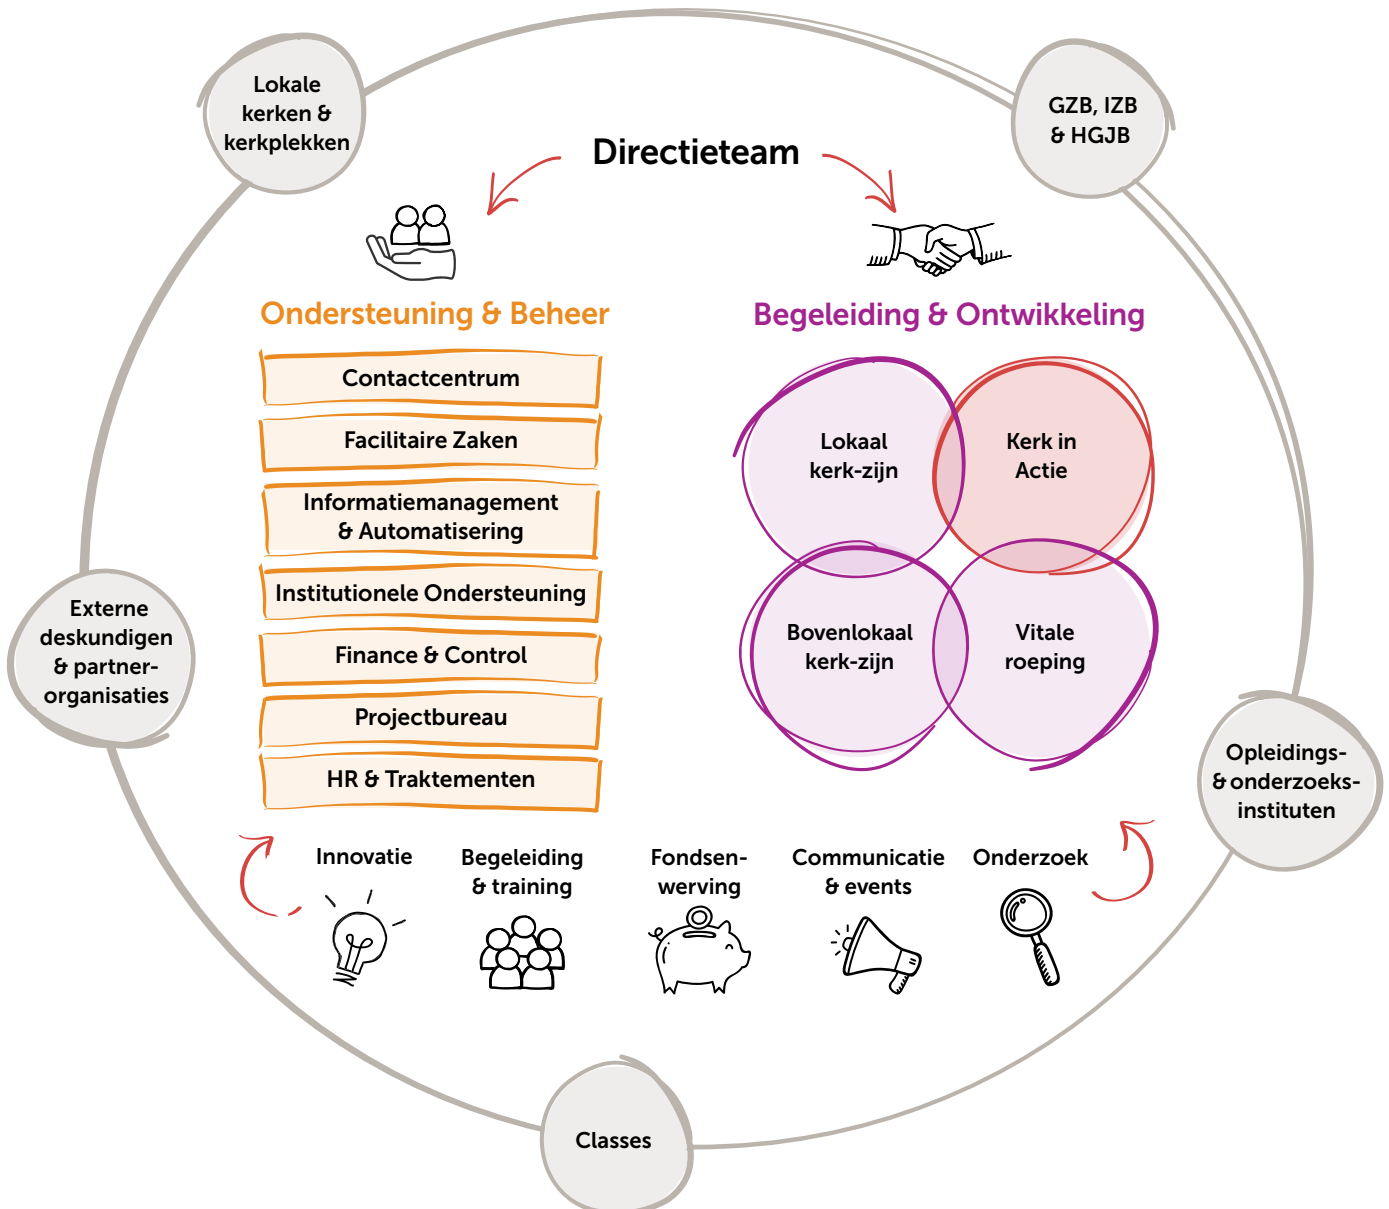 Lokale
kerken &
kerkplekken
GZB, IZB
& HGJB
Directieteam
Ondersteuning & Beheer
Contactcentrum
Facilitaire Zaken
Informatiemanagement
& Automatisering
Institutionele Ondersteuning
Finance & Control
Projectbureau
HR & Traktementen
Begeleiding & Ontwikkeling
Lokaal
kerk-zijn
Kerk in
Actie
Bovenlokaal
kerk-zijn
Vitale
roeping
Externe
deskundigen
& partner-
organisaties
Opleidings-
& onderzoeks-
instituten
Innovatie
Begeleiding
& training
Fondsen-
werving
Communicatie
& events
Onderzoek
Classes